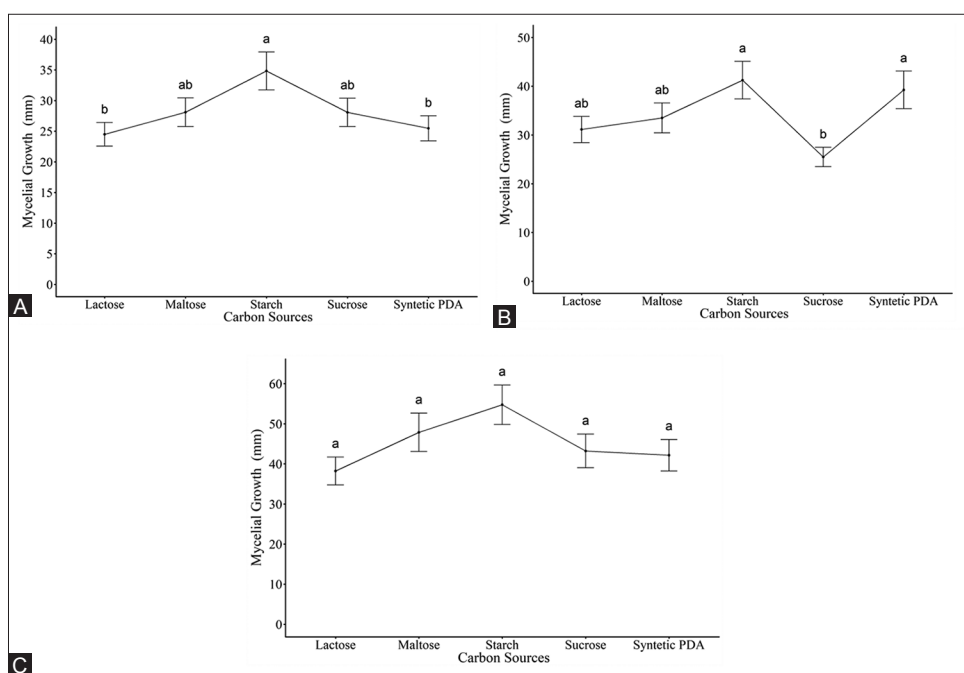 40
35
30
25
20
15
10
5
0
Mycelial Growth (mm)
b ab a ab b
Lactose Maltose Starch Sucrose Syntetic PDA
Carbon Sources
A
50
40
30
20
10
0
Mycelial Growth (mm)
ab ab a b a
Lactose Maltose Starch Sucrose Syntetic PDA
Carbon Sources
B
60
50
40
30
20
10
0
Mycelial Growth (mm)
a a a a a
Lactose Maltose Starch Sucrose Syntetic PDA
Carbon Sources
C